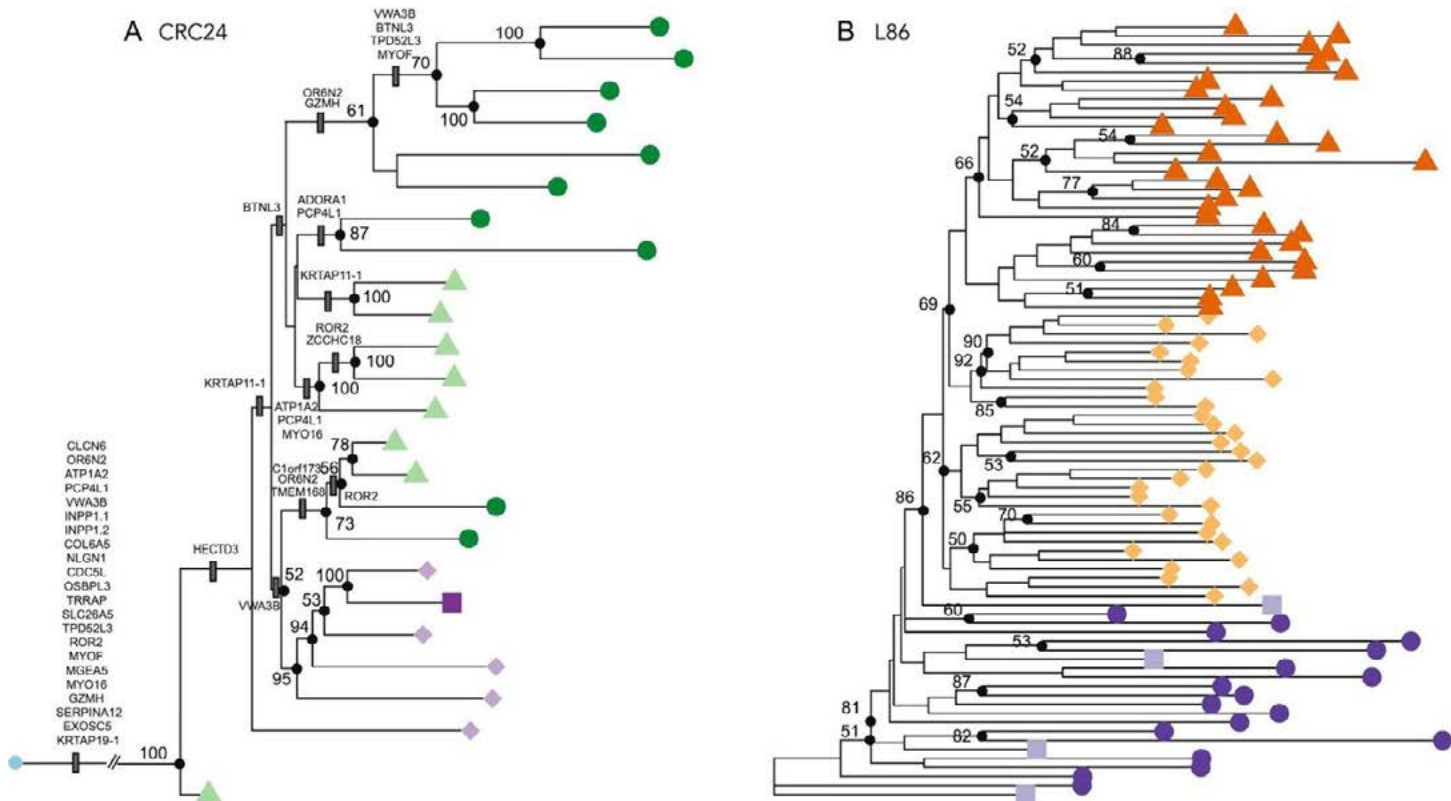 A CRC24
VWA3B
BTNL3
TPD52L3
MYOF
70
100
100
OR6N2
GZMH
61
BTNL3
ADORA1
PCP4L1
87
KRTAP11-1
100
ROR2
ZCCHC18
100
100
KRTAP11-1
ATP1A2
PCP4L1
MYO16
78
C1orf173
56
OR6N2
TMEM168
ROR2
73
CLCN6
OR6N2
ATP1A2
PCP4L1
VWA3B
INPP1.1
INPP1.2
COL6A5
NLGN1
CDC5L
OSBPL3
TRRAP
SLC26A5
TPD52L3
ROR2
MYOF
MGEA5
MYO16
GZMH
SERPINA12
EXOSC5
KRTAP19-1
HECTD3
52
VWA3B
100
53
94
95
100
B L86
52
88
54
54
52
66
77
84
60
51
69
90
92
85
62
53
55
86
70
50
60
53
87
81
51
82